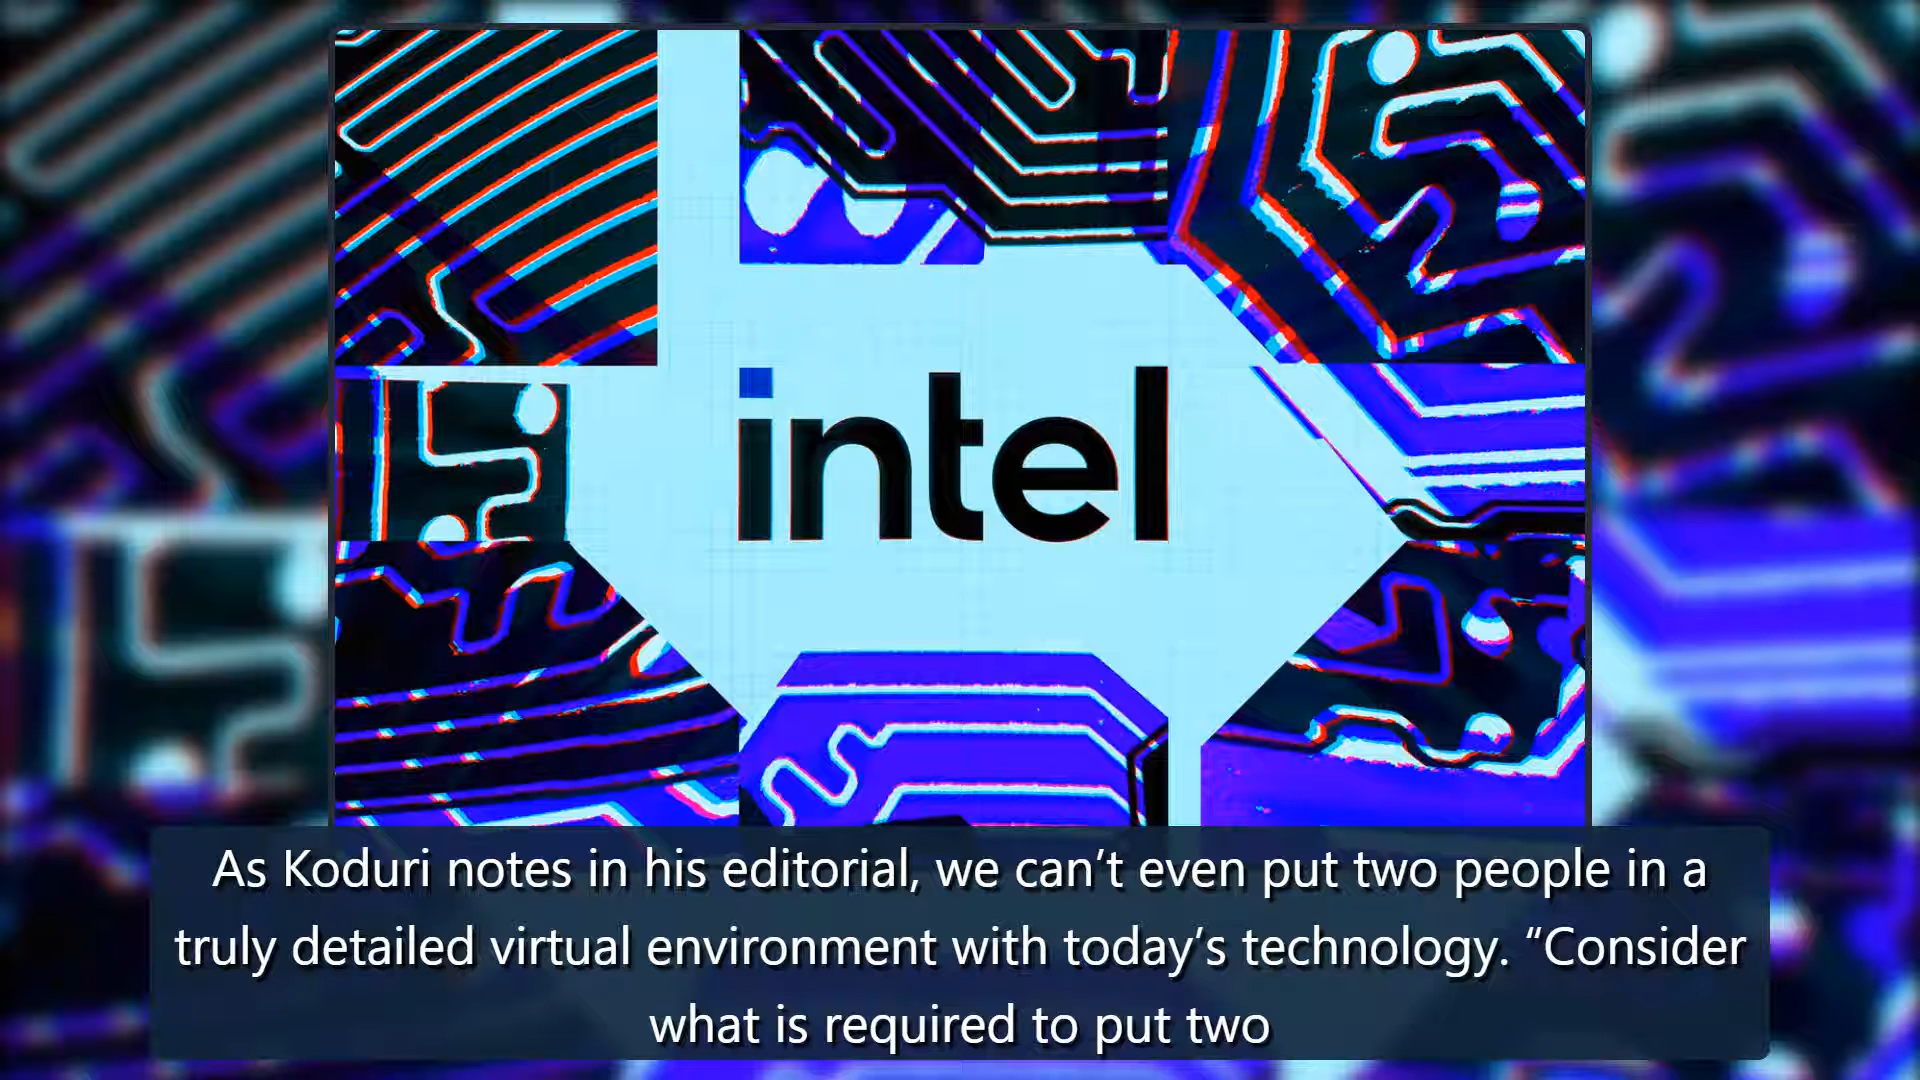 intel
As Koduri notes in his editorial, we can’t even put two people in a
truly detailed virtual environment with today’s technology. “Consider
what is required to put two